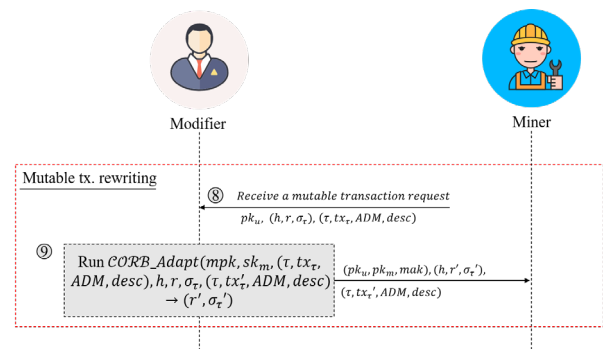 Modifier
Miner
Mutable tx. rewriting
⑧ Receive a mutable transaction request
pk_u, (h, r, σ_τ), (τ, tx_τ, ADM, desc)
⑨
Run 𝒞𝒪ℛℬ_Adapt(mpk, sk_m, (τ, tx_τ,
ADM, desc), h, r, σ_τ, (τ, tx_τ', ADM, desc)
→ (r', σ_τ')
(pk_u, pk_m, mak), (h, r', σ_τ'),
(τ, tx_τ', ADM, desc)